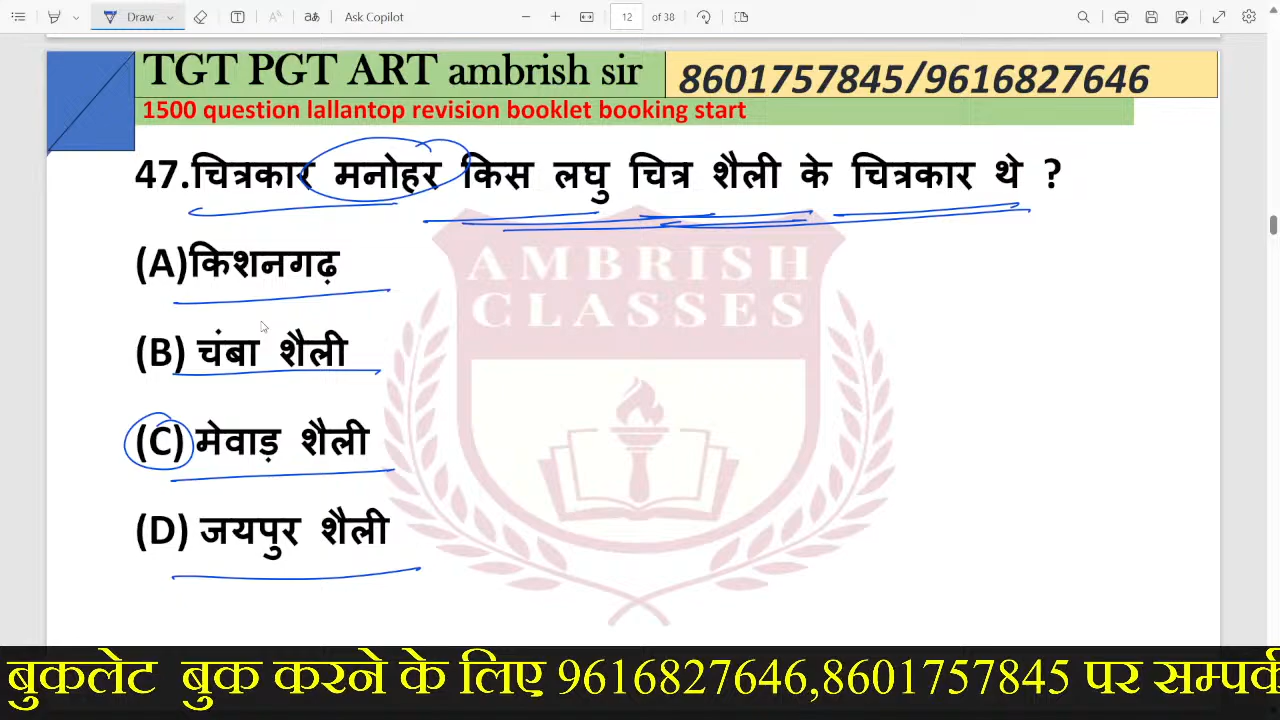 Draw
Ask Copilot
12 of 38
TGT PGT ART ambrish sir
8601757845/9616827646
1500 question lallantop revision booklet booking start
47.चित्रकार मनोहर किस लघु चित्र शैली के चित्रकार थे ?
(A)किशनगढ़
(B) चंबा शैली
(C) मेवाड़ शैली
(D) जयपुर शैली
AMBRISH
CLASSES
बुकलेट बुक करने के लिए 9616827646,8601757845 पर सम्पर्क